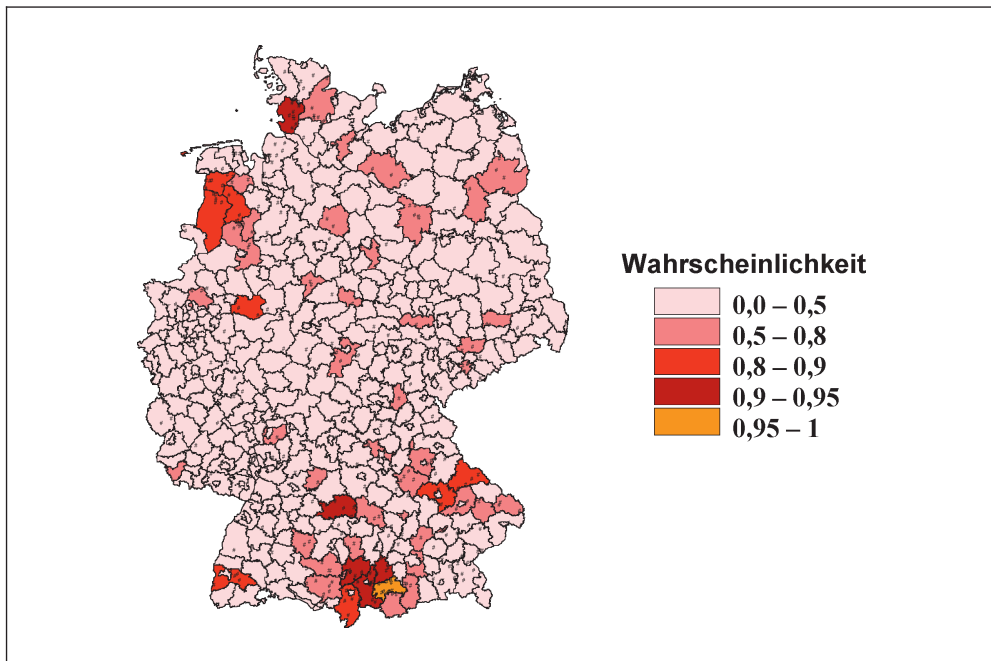 Wahrscheinlichkeit
0,0 – 0,5
0,5 – 0,8
0,8 – 0,9
0,9 – 0,95
0,95 – 1